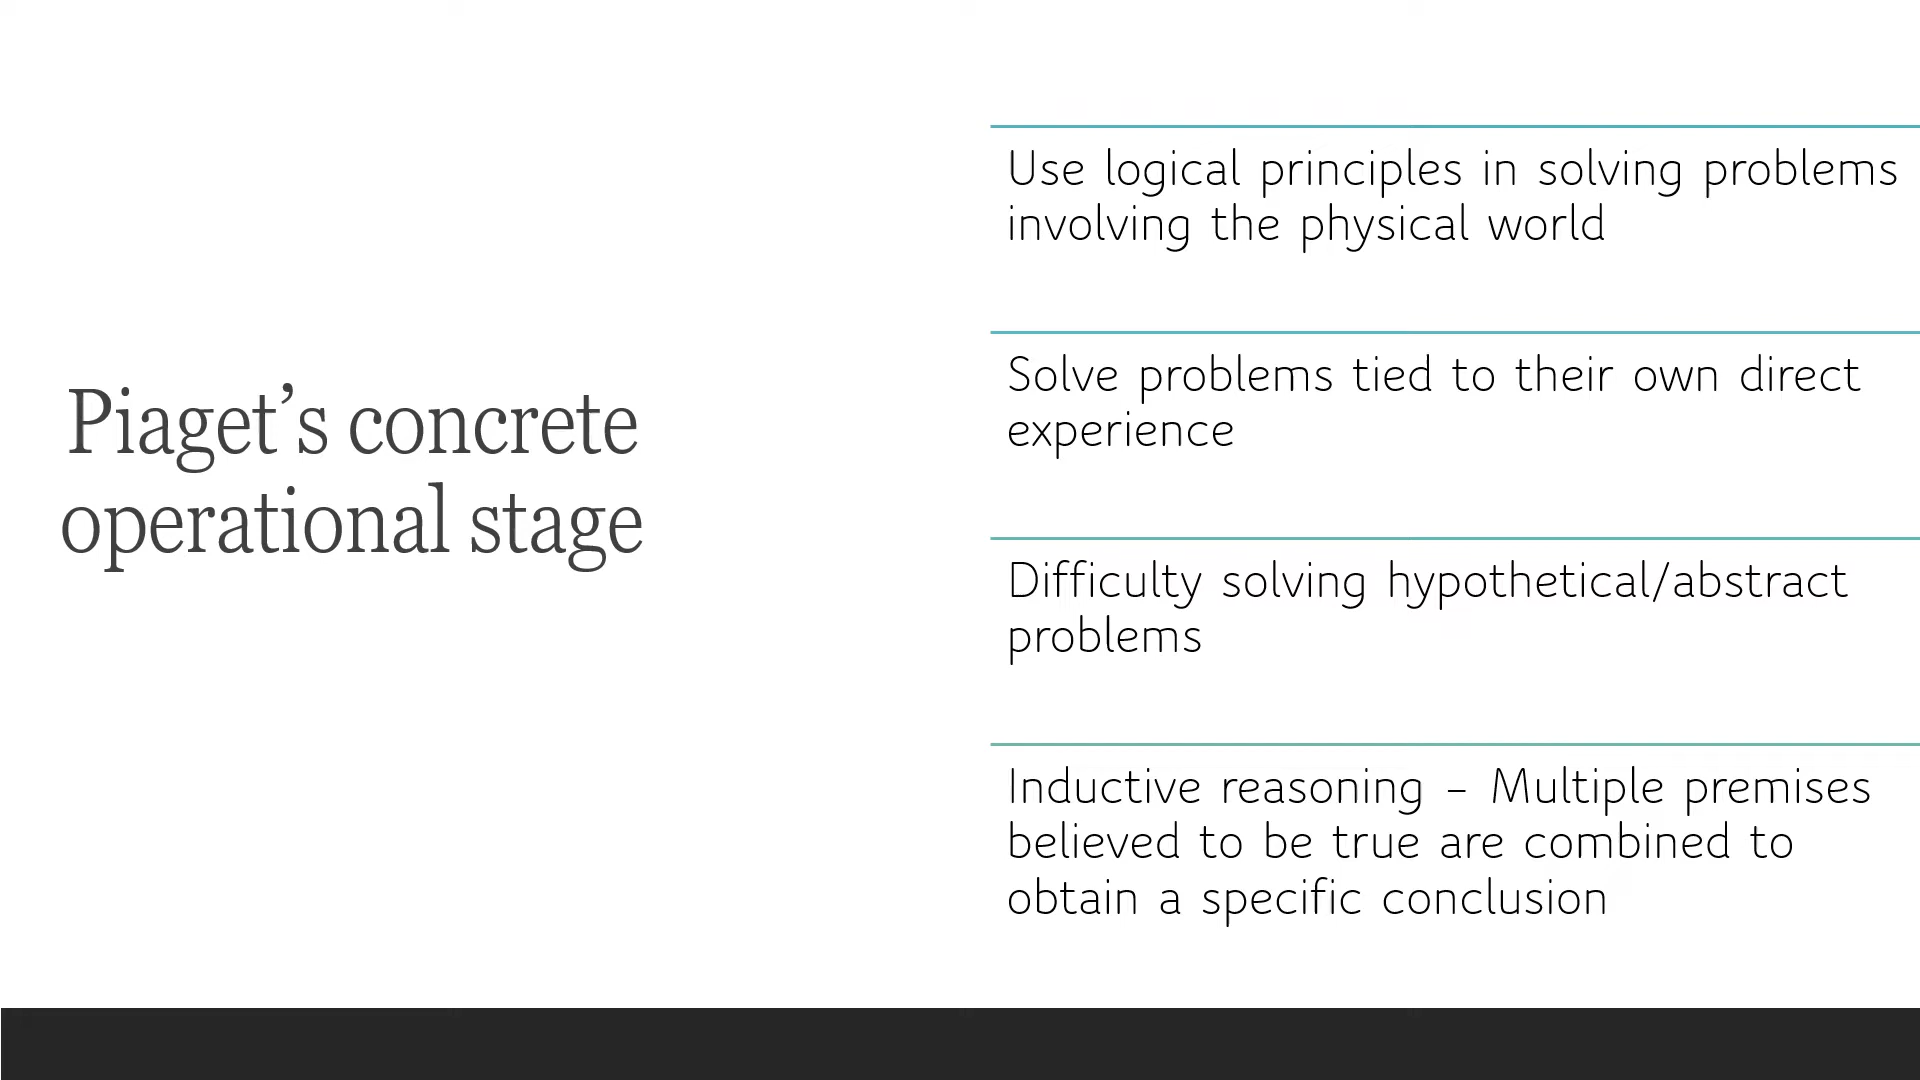 Piaget’s concrete
operational stage
Use logical principles in solving problems
involving the physical world
Solve problems tied to their own direct
experience
Difficulty solving hypothetical/abstract
problems
Inductive reasoning – Multiple premises
believed to be true are combined to
obtain a specific conclusion